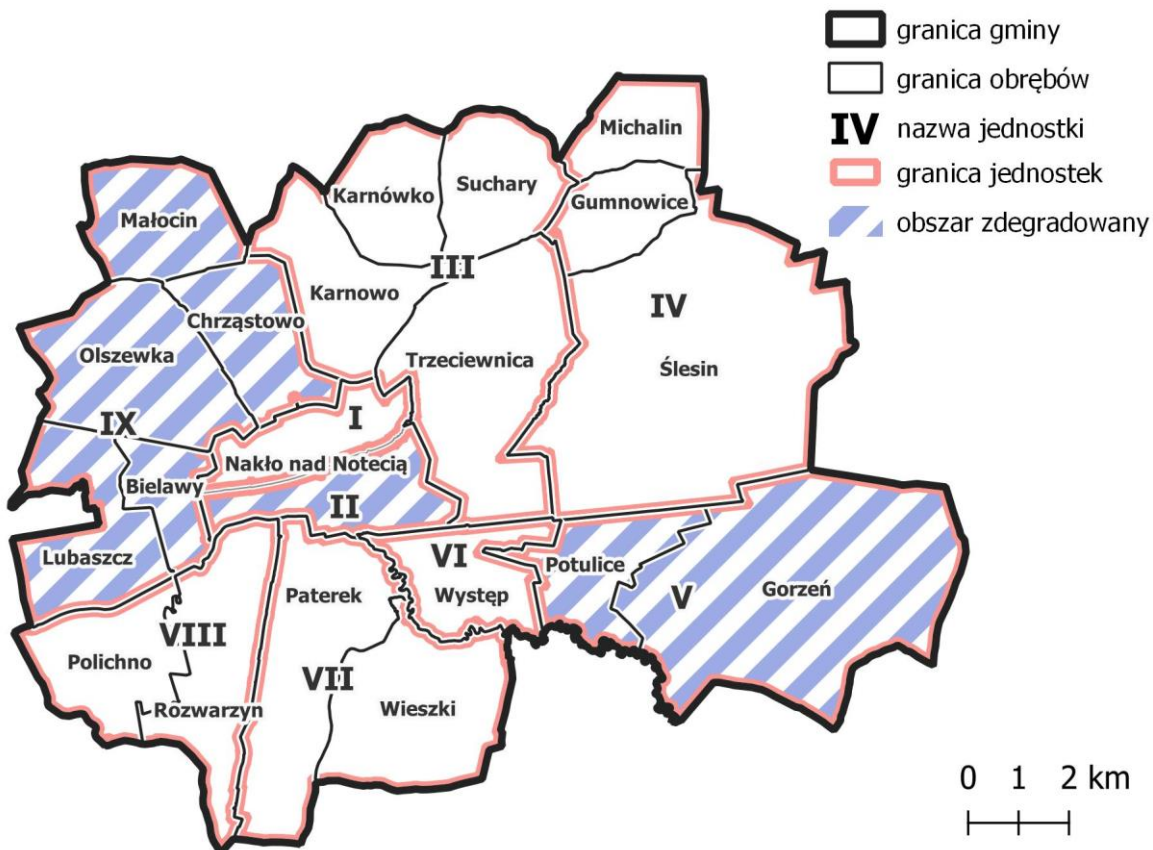 granica gminy
granica obrębów
IV nazwa jednostki
granica jednostek
obszar zdegradowany
Michalin
Karnówko
Suchary
Gumnowice
Małocin
III
Karnowo
IV
Chrząstowo
Olszewka
Trzeciewnica
Ślesin
I
IX
Nakło nad Notecią
Bielawy
II
Lubaszcz
VI
Potulice
Występ
V
Gorzeń
Paterek
VIII
Polichno
VII
Rozwarzyn
Wieszki
0 1 2 km